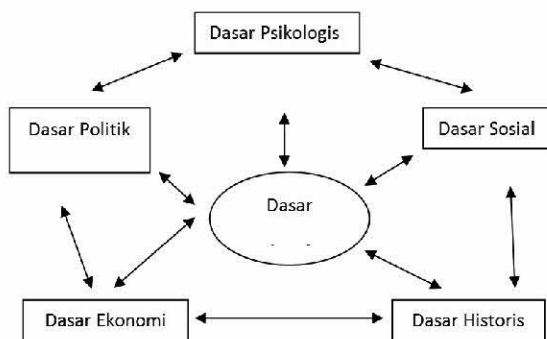 Dasar Psikologis
Dasar Politik
Dasar Sosial
Dasar
Dasar Ekonomi
Dasar Historis